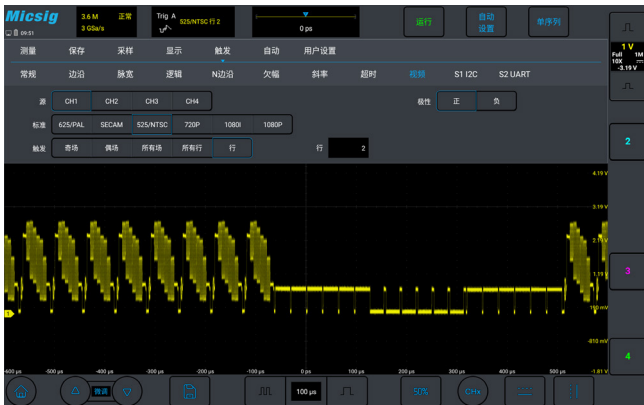 Micsig 3.6 M 正常 Trig A 525/NTSC 行 2 运行 自动 单序列
09:51 3 GSa/s 0 ps 设置
测量 保存 采样 显示 触发 自动 用户设置
常规 边沿 脉宽 逻辑 N边沿 欠幅 斜率 超时 视频 S1 I2C S2 UART
源 CH1 CH2 CH3 CH4 极性 正 负
标准 625/PAL SECAM 525/NTSC 720P 1080I 1080P
触发 奇场 偶场 所有场 所有行 行 行 2
1 V
Full 1M
10X
-3.19 V
2
3
4
4.19 V
3.19 V
2.19 V
1.19 V
190 mV
-810 mV
-1.81 V
1
-600 µs -500 µs -400 µs -300 µs -200 µs -100 µs 0 ps 100 µs 200 µs 300 µs 400 µs 500 µs
微调 100 µs 50% CHx